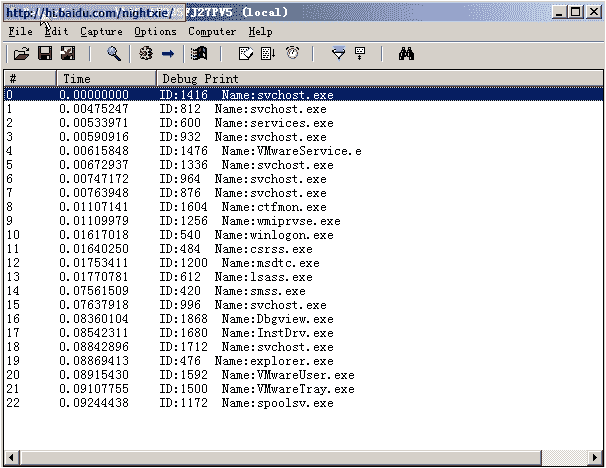 http://hi.baidu.com/nightxie/ (local)
File Edit Capture Options Computer Help
# Time Debug Print
0 0.00000000 ID:1416 Name:svchost.exe
1 0.00475247 ID:812 Name:svchost.exe
2 0.00533971 ID:600 Name:services.exe
3 0.00590916 ID:932 Name:svchost.exe
4 0.00615848 ID:1476 Name:VMwareService.e
5 0.00672937 ID:1336 Name:svchost.exe
6 0.00747172 ID:964 Name:svchost.exe
7 0.00763948 ID:876 Name:svchost.exe
8 0.01107141 ID:1604 Name:ctfmon.exe
9 0.01109979 ID:1256 Name:wmiprvse.exe
10 0.01617018 ID:540 Name:winlogon.exe
11 0.01640250 ID:484 Name:csrss.exe
12 0.01753411 ID:1200 Name:msdtc.exe
13 0.01770781 ID:612 Name:lsass.exe
14 0.07561509 ID:420 Name:smss.exe
15 0.07637918 ID:996 Name:svchost.exe
16 0.08360104 ID:1868 Name:Dbgview.exe
17 0.08542311 ID:1680 Name:InstDrv.exe
18 0.08842896 ID:1712 Name:svchost.exe
19 0.08869413 ID:476 Name:explorer.exe
20 0.08915430 ID:1592 Name:VMwareUser.exe
21 0.09107755 ID:1500 Name:VMwareTray.exe
22 0.09244438 ID:1172 Name:spoolsv.exe